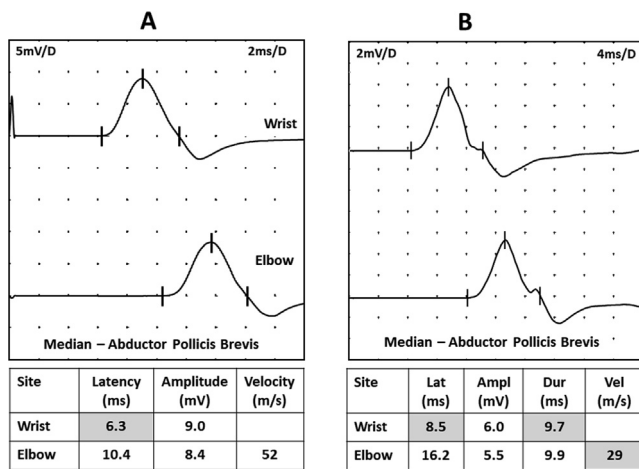 A
B
5mV/D 2ms/D
2mV/D 4ms/D
Wrist
Elbow
Median – Abductor Pollicis Brevis
Median – Abductor Pollicis Brevis
Site Latency (ms) Amplitude (mV) Velocity (m/s)
Wrist 6.3 9.0
Elbow 10.4 8.4 52
Site Lat (ms) Ampl (mV) Dur (ms) Vel (m/s)
Wrist 8.5 6.0 9.7
Elbow 16.2 5.5 9.9 29